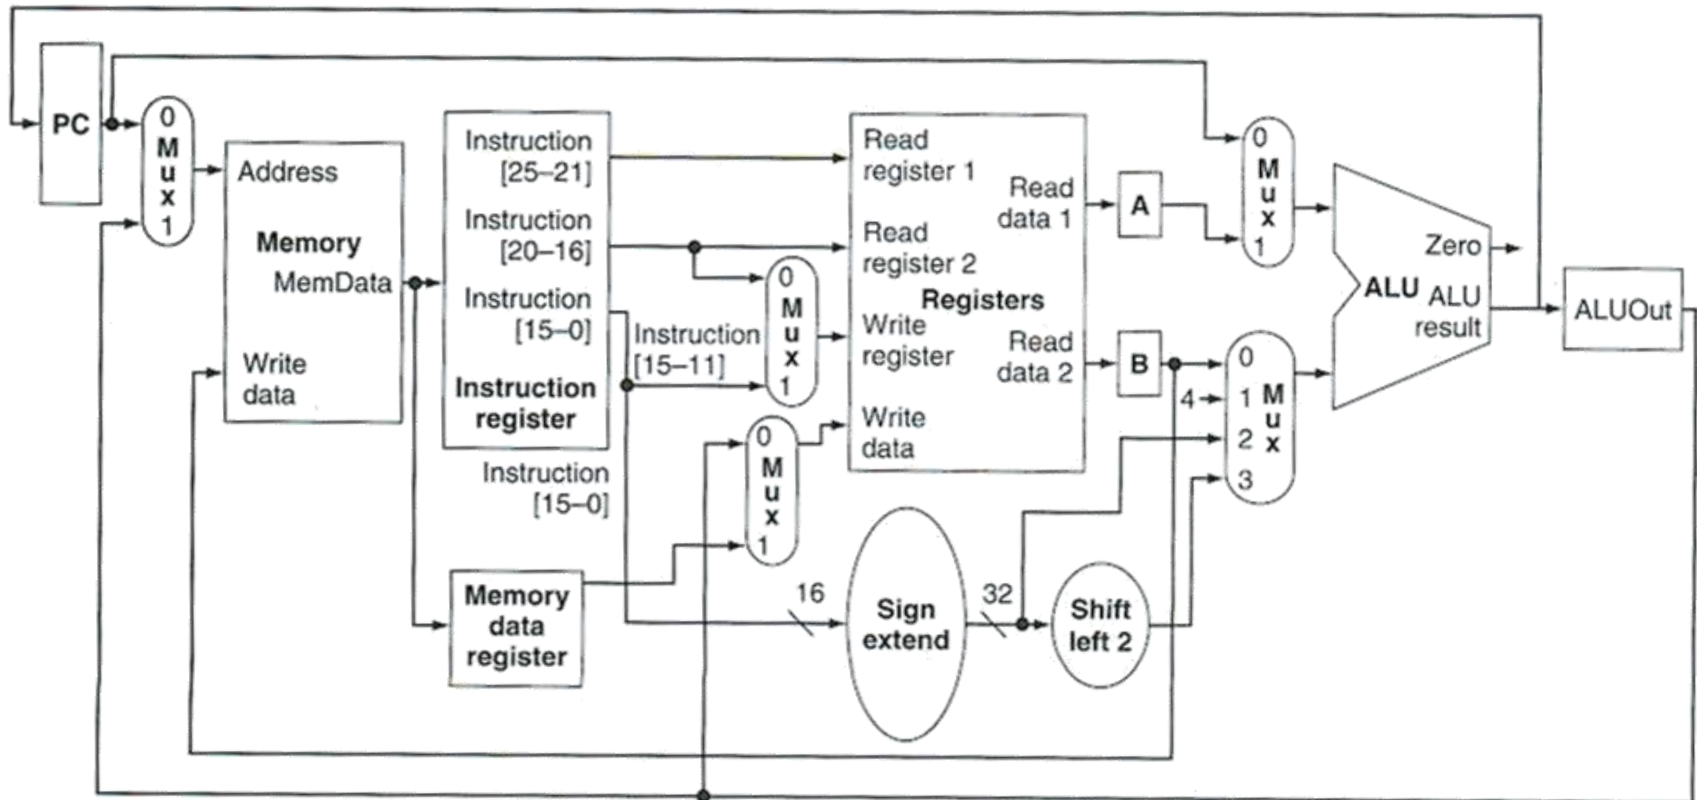 PC
0
M
u
x
1
Address
Memory
MemData
Write
data
Instruction
[25–21]
Instruction
[20–16]
Instruction
[15–0]
Instruction
register
Instruction
[15–0]
Memory
data
register
Instruction
[15–11]
0
M
u
x
1
0
M
u
x
1
Read
register 1
Read
register 2
Registers
Write
register
Write
data
Read
data 1
Read
data 2
16
Sign
extend
32
Shift
left 2
A
B
4
0
M
u
x
1
0
1
2
3
M
u
x
Zero
ALU
ALU
result
ALUOut